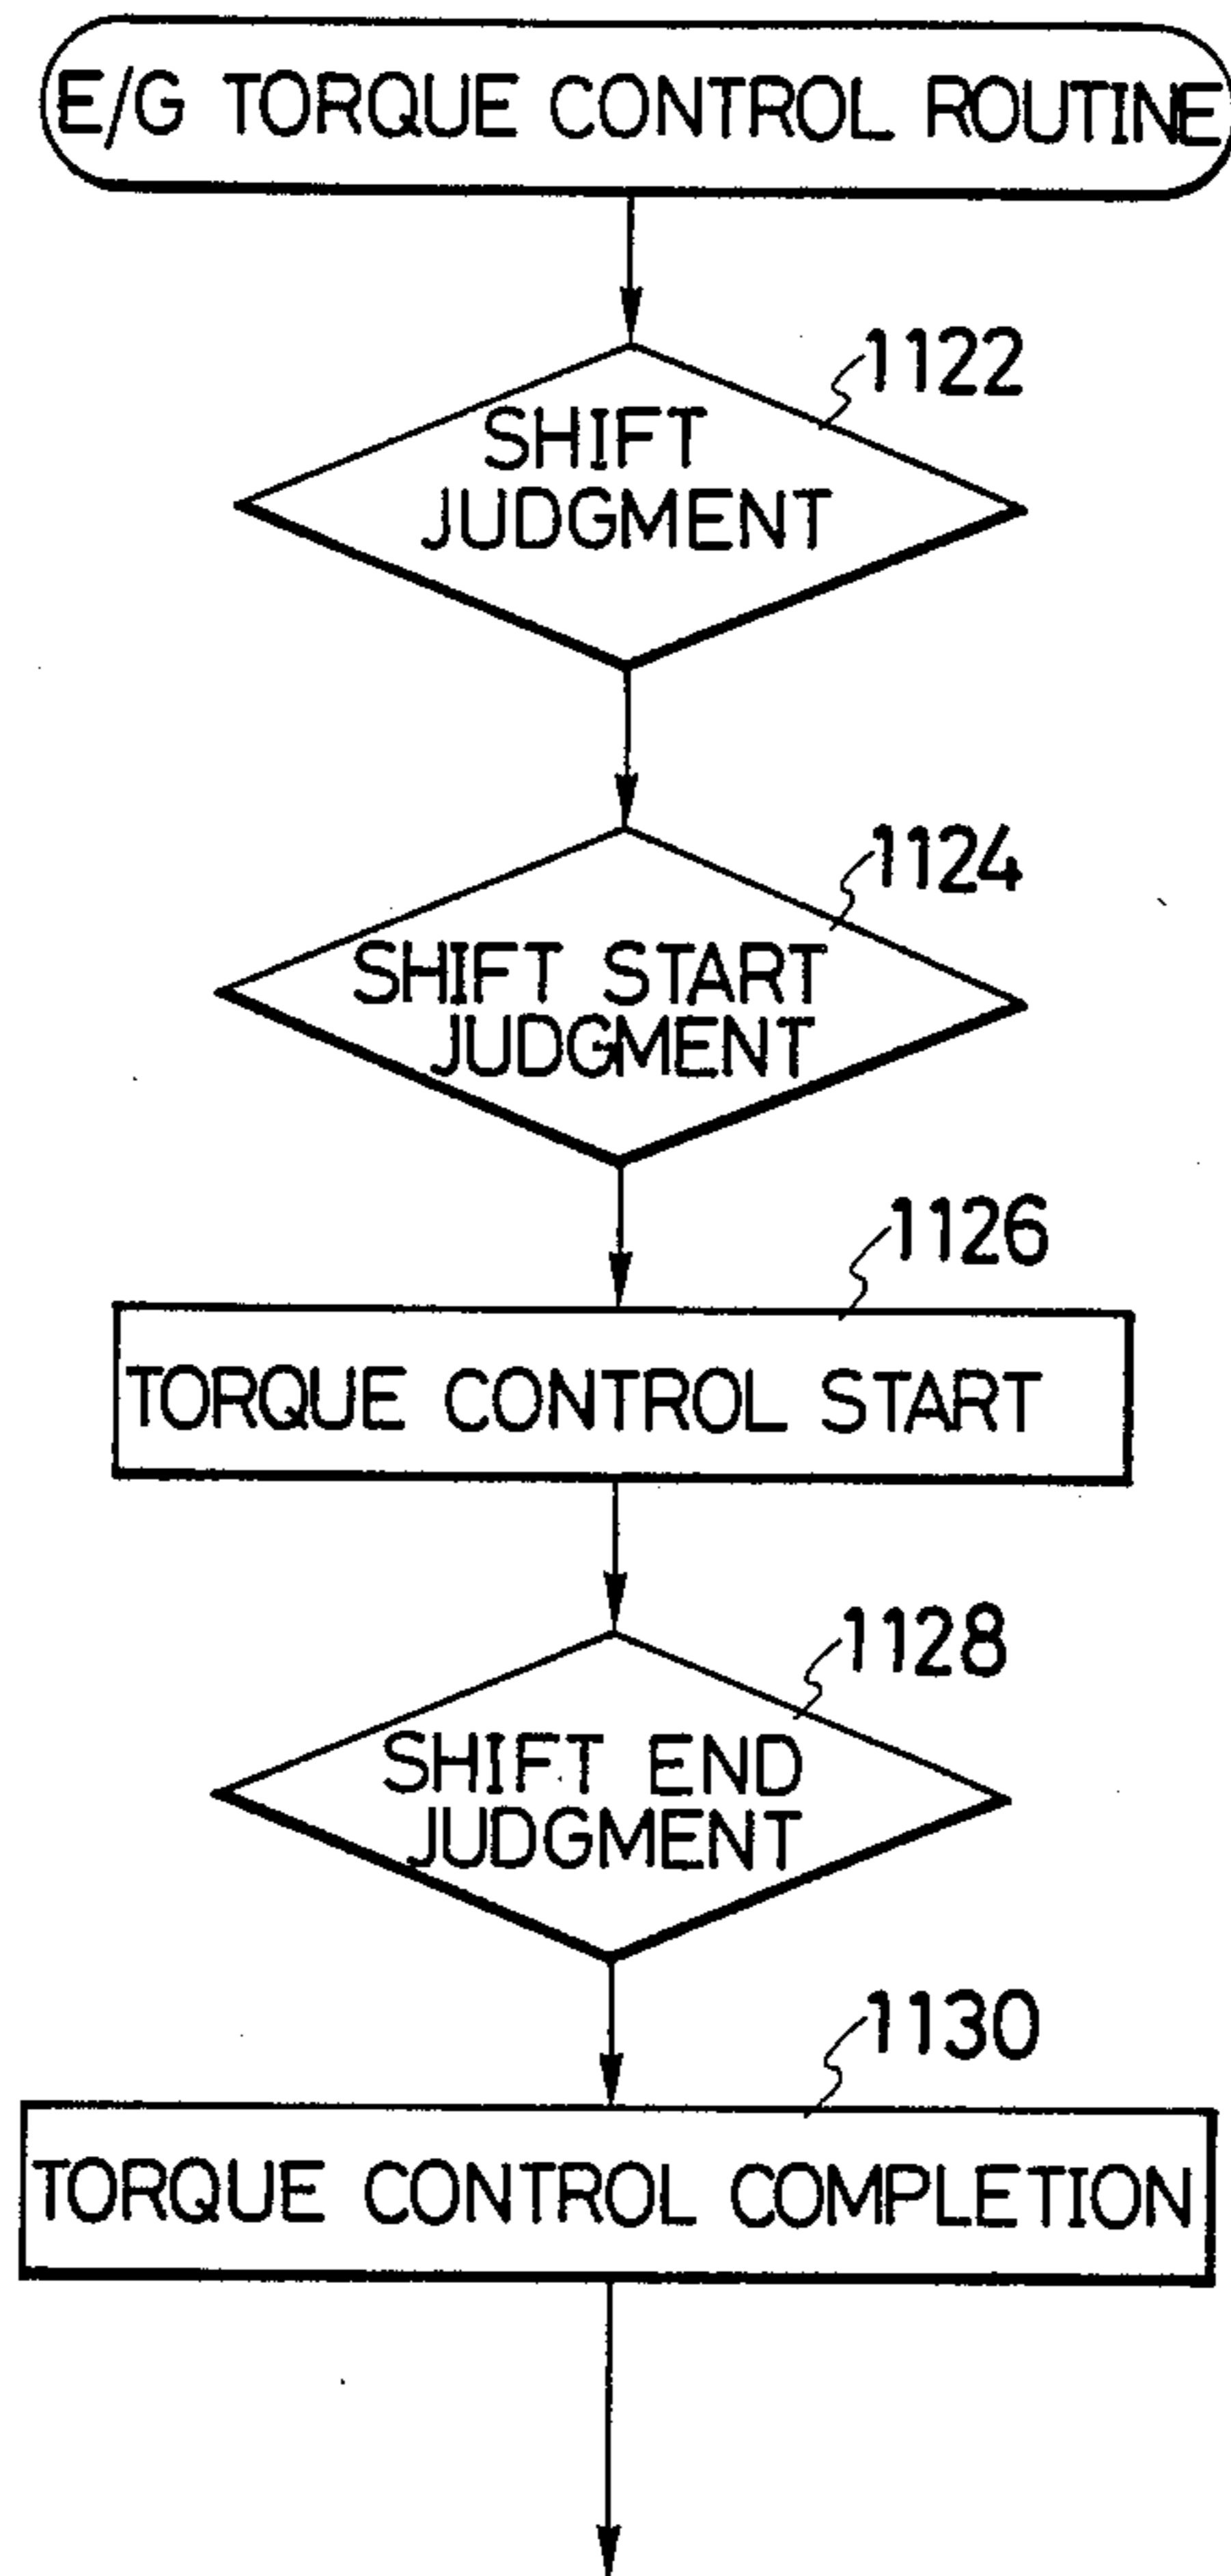 E/G TORQUE CONTROL ROUTINE
1122
SHIFT
JUDGMENT
1124
SHIFT START
JUDGMENT
1126
TORQUE CONTROL START
1128
SHIFT END
JUDGMENT
1130
TORQUE CONTROL COMPLETION